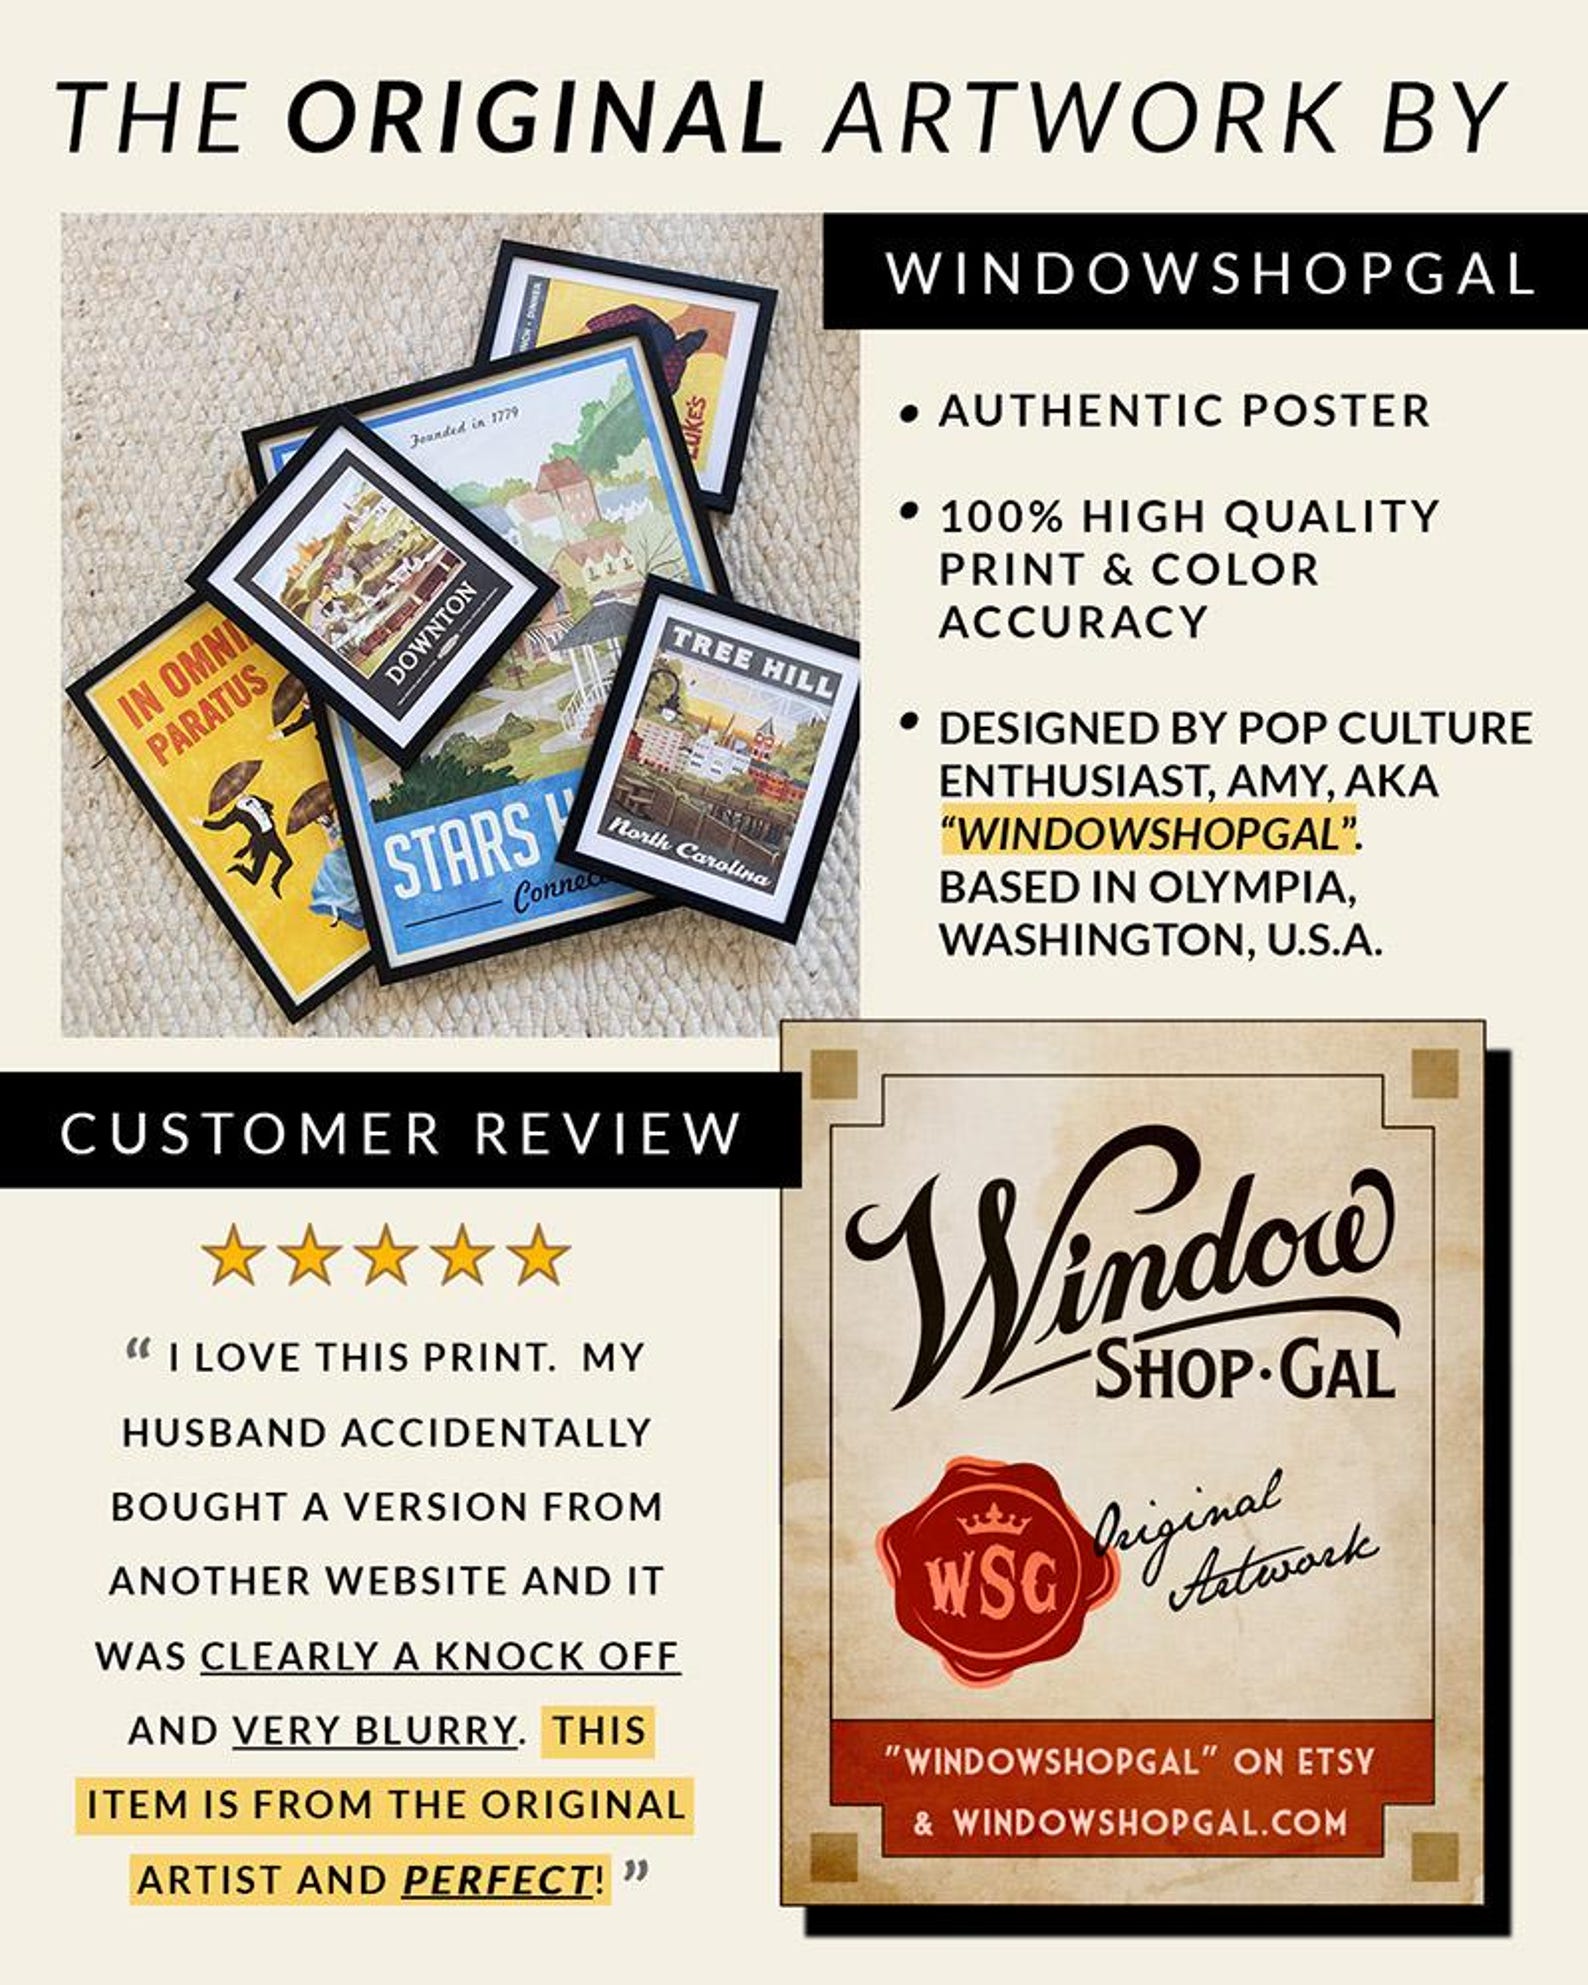 THE ORIGINAL ARTWORK BY
WINDOWSHOPGAL
• AUTHENTIC POSTER
• 100% HIGH QUALITY
PRINT & COLOR
ACCURACY
• DESIGNED BY POP CULTURE
ENTHUSIAST, AMY, AKA
“WINDOWSHOPGAL”.
BASED IN OLYMPIA,
WASHINGTON, U.S.A.
LUKE'S
DINNER
Founded in 1779
DOWNTON
IN OMNI
PARATUS
TREE HILL
North Carolina
STARS H
CUSTOMER REVIEW
“ I LOVE THIS PRINT. MY
HUSBAND ACCIDENTALLY
BOUGHT A VERSION FROM
ANOTHER WEBSITE AND IT
WAS CLEARLY A KNOCK OFF
AND VERY BLURRY. THIS
ITEM IS FROM THE ORIGINAL
ARTIST AND PERFECT! ”
Window
SHOP·GAL
WSG
Original
Artwork
"WINDOWSHOPGAL" ON ETSY
& WINDOWSHOPGAL.COM